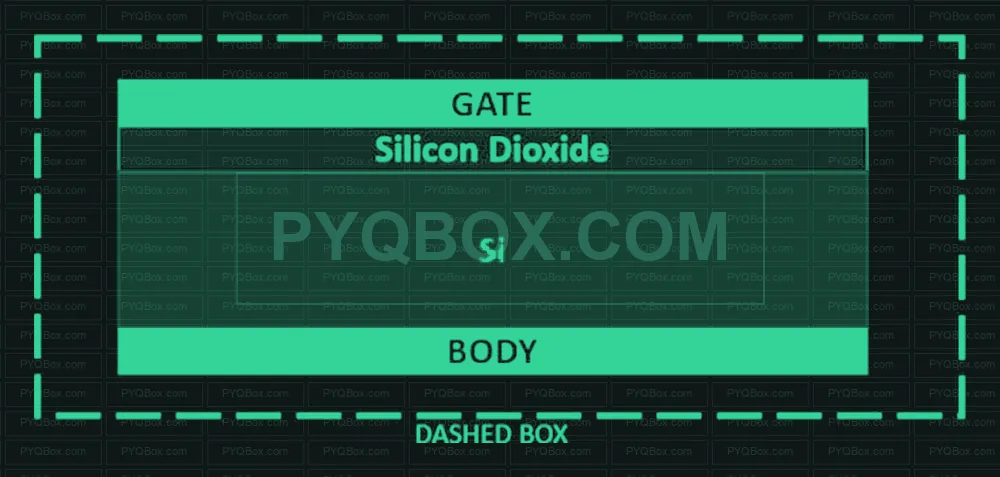 GATE
Silicon Dioxide
PYQBOX.COM
Si
BODY
DASHED BOX